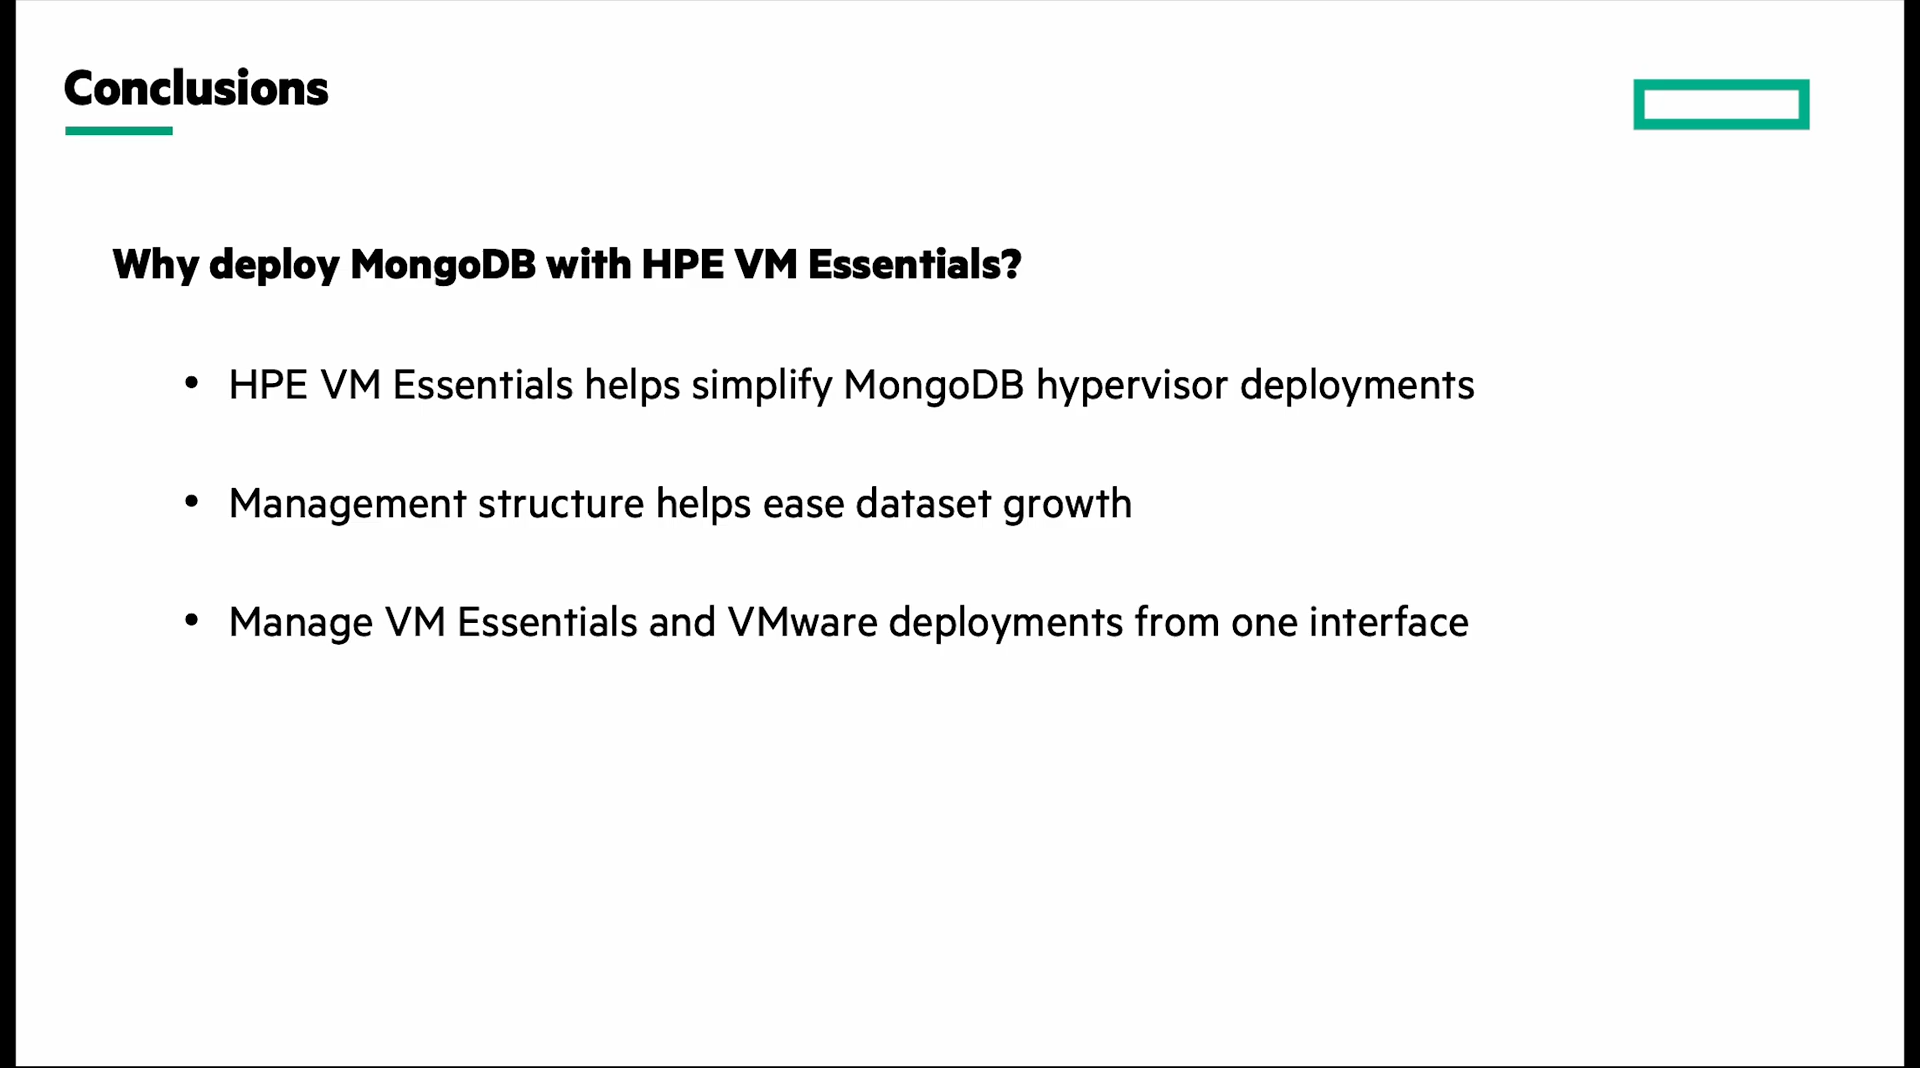 Conclusions
Why deploy MongoDB with HPE VM Essentials?
• HPE VM Essentials helps simplify MongoDB hypervisor deployments
• Management structure helps ease dataset growth
• Manage VM Essentials and VMware deployments from one interface